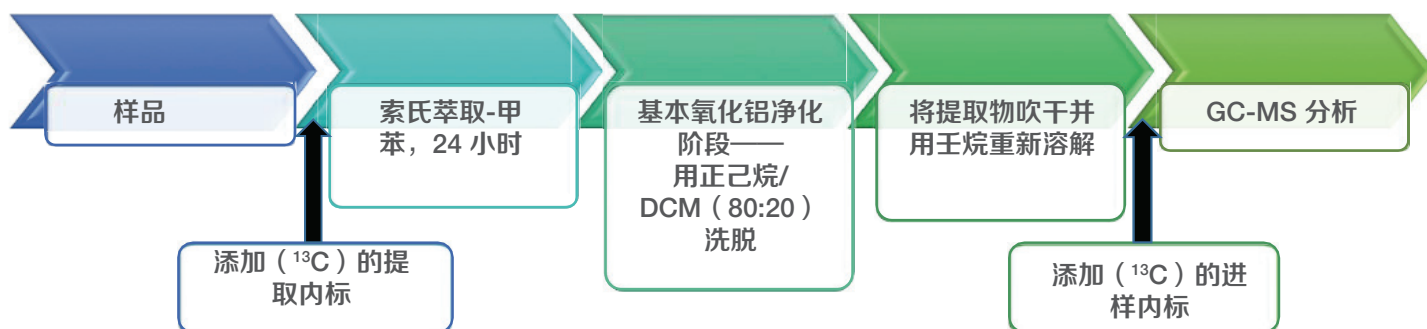 样品
索氏萃取-甲
苯，24 小时
基本氧化铝净化
阶段——
用正己烷/
DCM（80:20）
洗脱
将提取物吹干并
用壬烷重新溶解
GC-MS 分析
添加（¹³C）的提
取内标
添加（¹³C）的进
样内标